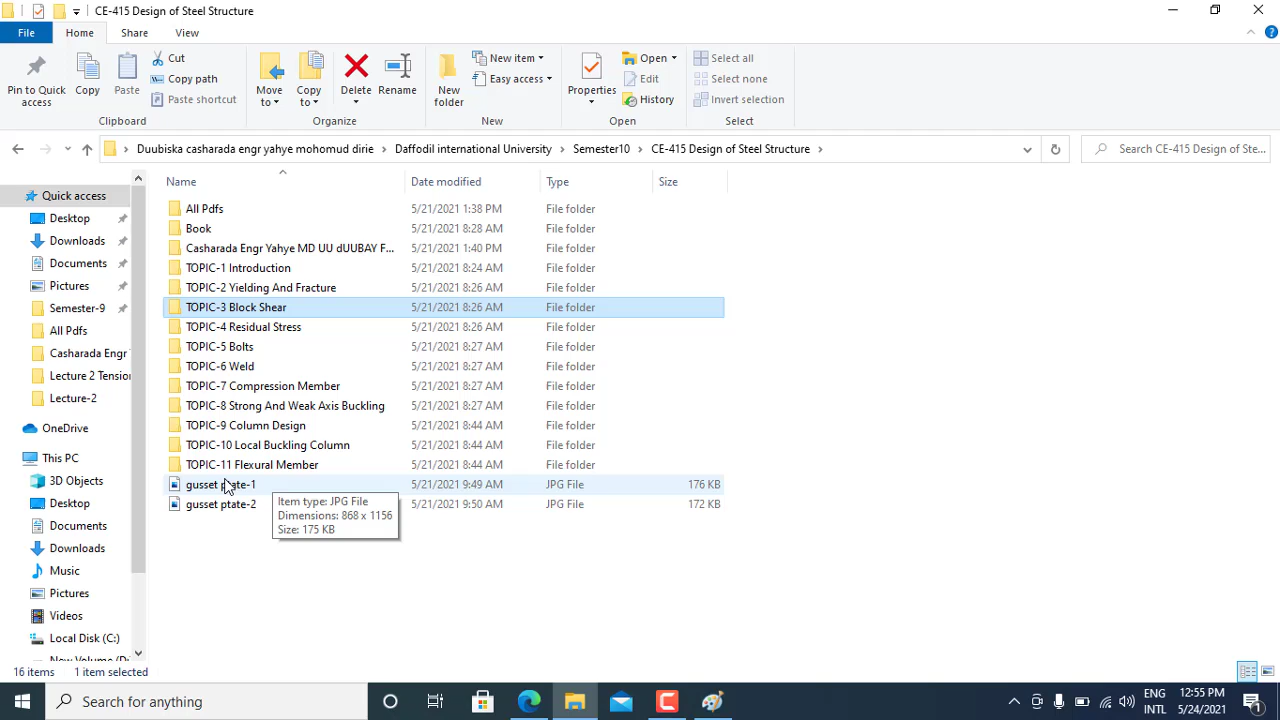 CE-415 Design of Steel Structure
File Home Share View
Pin to Quick access
Copy
Paste
Cut
Copy path
Paste shortcut
Clipboard
Move to
Copy to
Delete
Rename
Organize
New folder
New item
Easy access
New
Properties
Open
Edit
History
Open
Select all
Select none
Invert selection
Select
Duubiska casharada engr yahye mohomud dirie > Daffodil international University > Semester10 > CE-415 Design of Steel Structure >
Search CE-415 Design of Ste...
Quick access
Desktop
Downloads
Documents
Pictures
Semester-9
All Pdfs
Casharada Engr
Lecture 2 Tension
Lecture-2
OneDrive
This PC
3D Objects
Desktop
Documents
Downloads
Music
Pictures
Videos
Local Disk (C:)
Name Date modified Type Size
All Pdfs 5/21/2021 1:38 PM File folder
Book 5/21/2021 8:28 AM File folder
Casharada Engr Yahye MD UU dUUBAY F... 5/21/2021 1:40 PM File folder
TOPIC-1 Introduction 5/21/2021 8:24 AM File folder
TOPIC-2 Yielding And Fracture 5/21/2021 8:26 AM File folder
TOPIC-3 Block Shear 5/21/2021 8:26 AM File folder
TOPIC-4 Residual Stress 5/21/2021 8:26 AM File folder
TOPIC-5 Bolts 5/21/2021 8:27 AM File folder
TOPIC-6 Weld 5/21/2021 8:27 AM File folder
TOPIC-7 Compression Member 5/21/2021 8:27 AM File folder
TOPIC-8 Strong And Weak Axis Buckling 5/21/2021 8:27 AM File folder
TOPIC-9 Column Design 5/21/2021 8:44 AM File folder
TOPIC-10 Local Buckling Column 5/21/2021 8:44 AM File folder
TOPIC-11 Flexural Member 5/21/2021 8:44 AM File folder
gusset ptate-1 5/21/2021 9:49 AM JPG File 176 KB
gusset ptate-2 5/21/2021 9:50 AM JPG File 172 KB
Item type: JPG File
Dimensions: 868 x 1156
Size: 175 KB
16 items 1 item selected
Search for anything
ENG
INTL
12:55 PM
5/24/2021
1